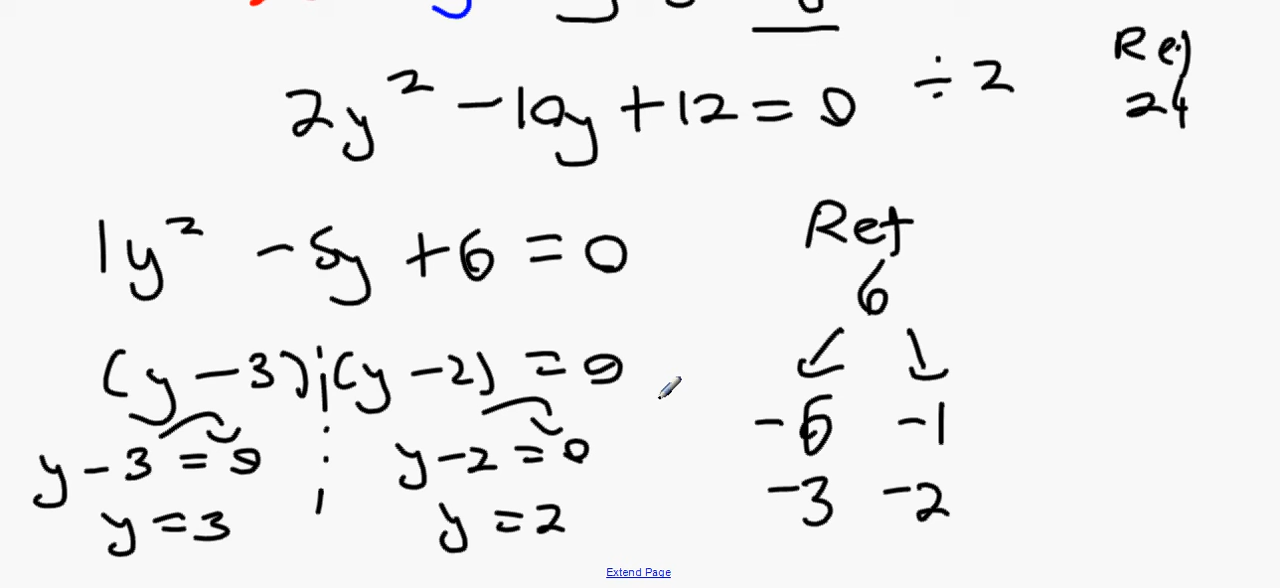 2y² - 10y + 12 = 0 ÷ 2
Rej
24
1y² - 5y + 6 = 0
Ret
6
(y - 3) (y - 2) = 0
-6 -1
y - 3 = 0 y - 2 = 0
-3 -2
y = 3 y = 2
Extend Page